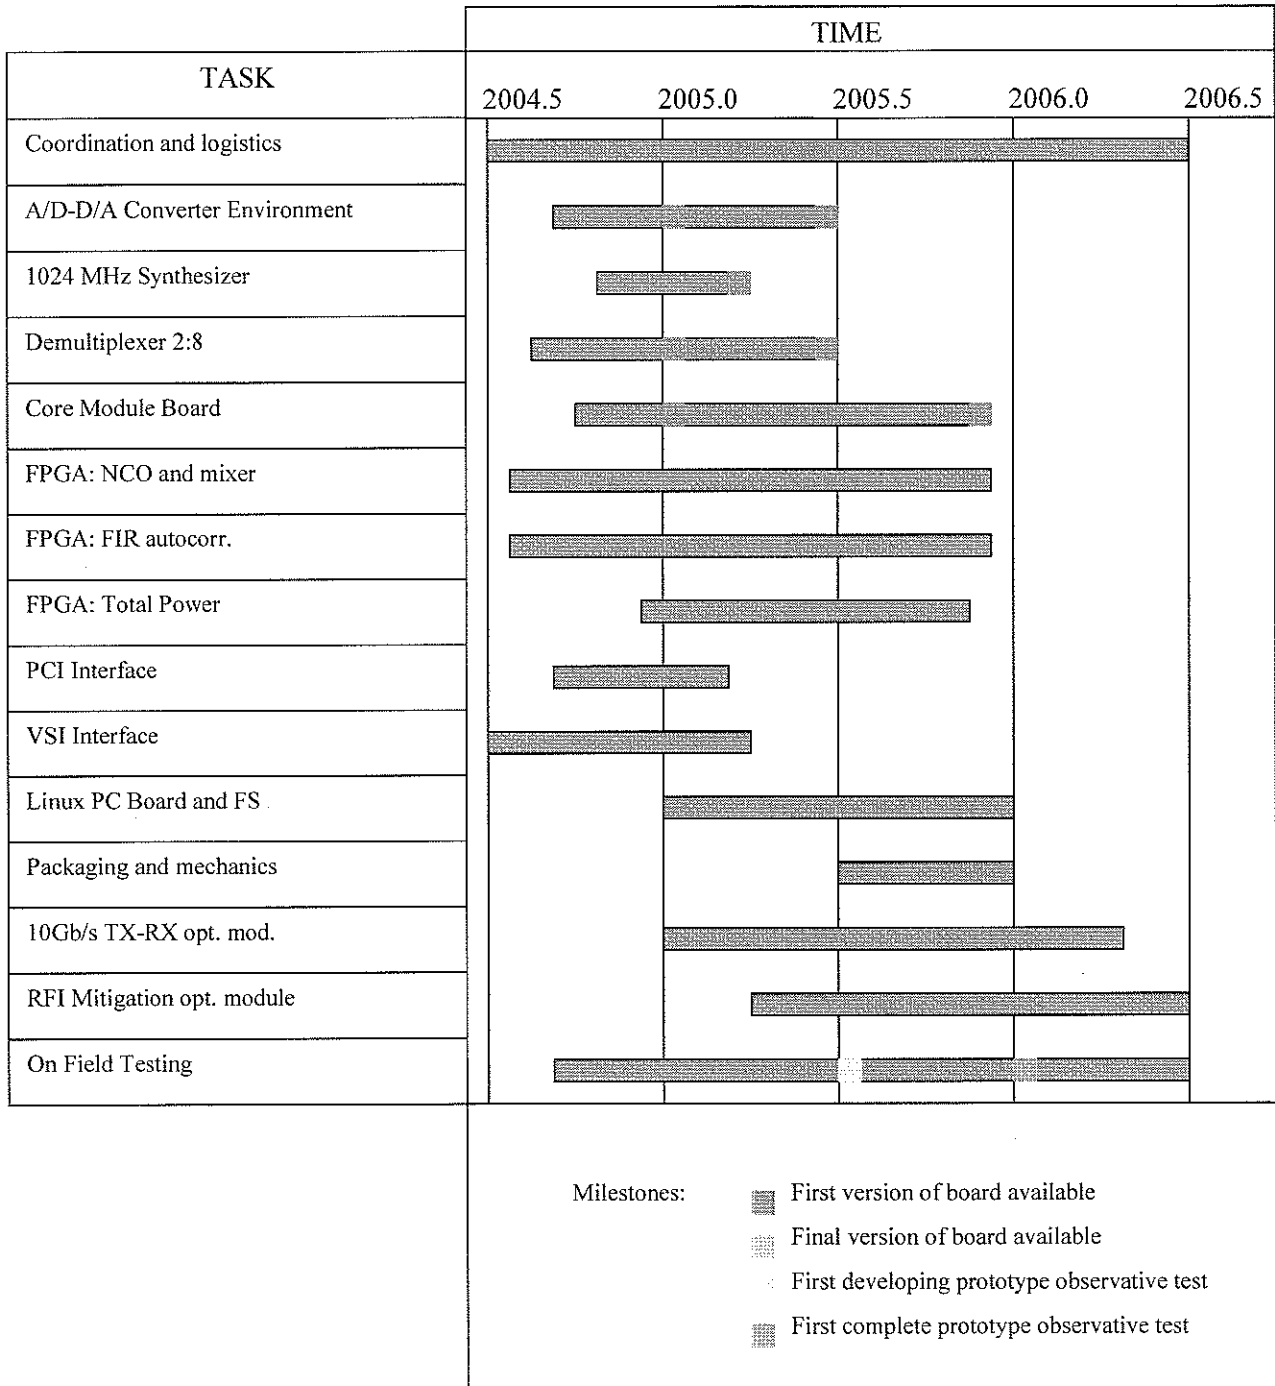 TIME
TASK
2004.5 2005.0 2005.5 2006.0 2006.5
Coordination and logistics
A/D-D/A Converter Environment
1024 MHz Synthesizer
Demultiplexer 2:8
Core Module Board
FPGA: NCO and mixer
FPGA: FIR autocorr.
FPGA: Total Power
PCI Interface
VSI Interface
Linux PC Board and FS
Packaging and mechanics
10Gb/s TX-RX opt. mod.
RFI Mitigation opt. module
On Field Testing
Milestones: First version of board available
Final version of board available
First developing prototype observative test
First complete prototype observative test